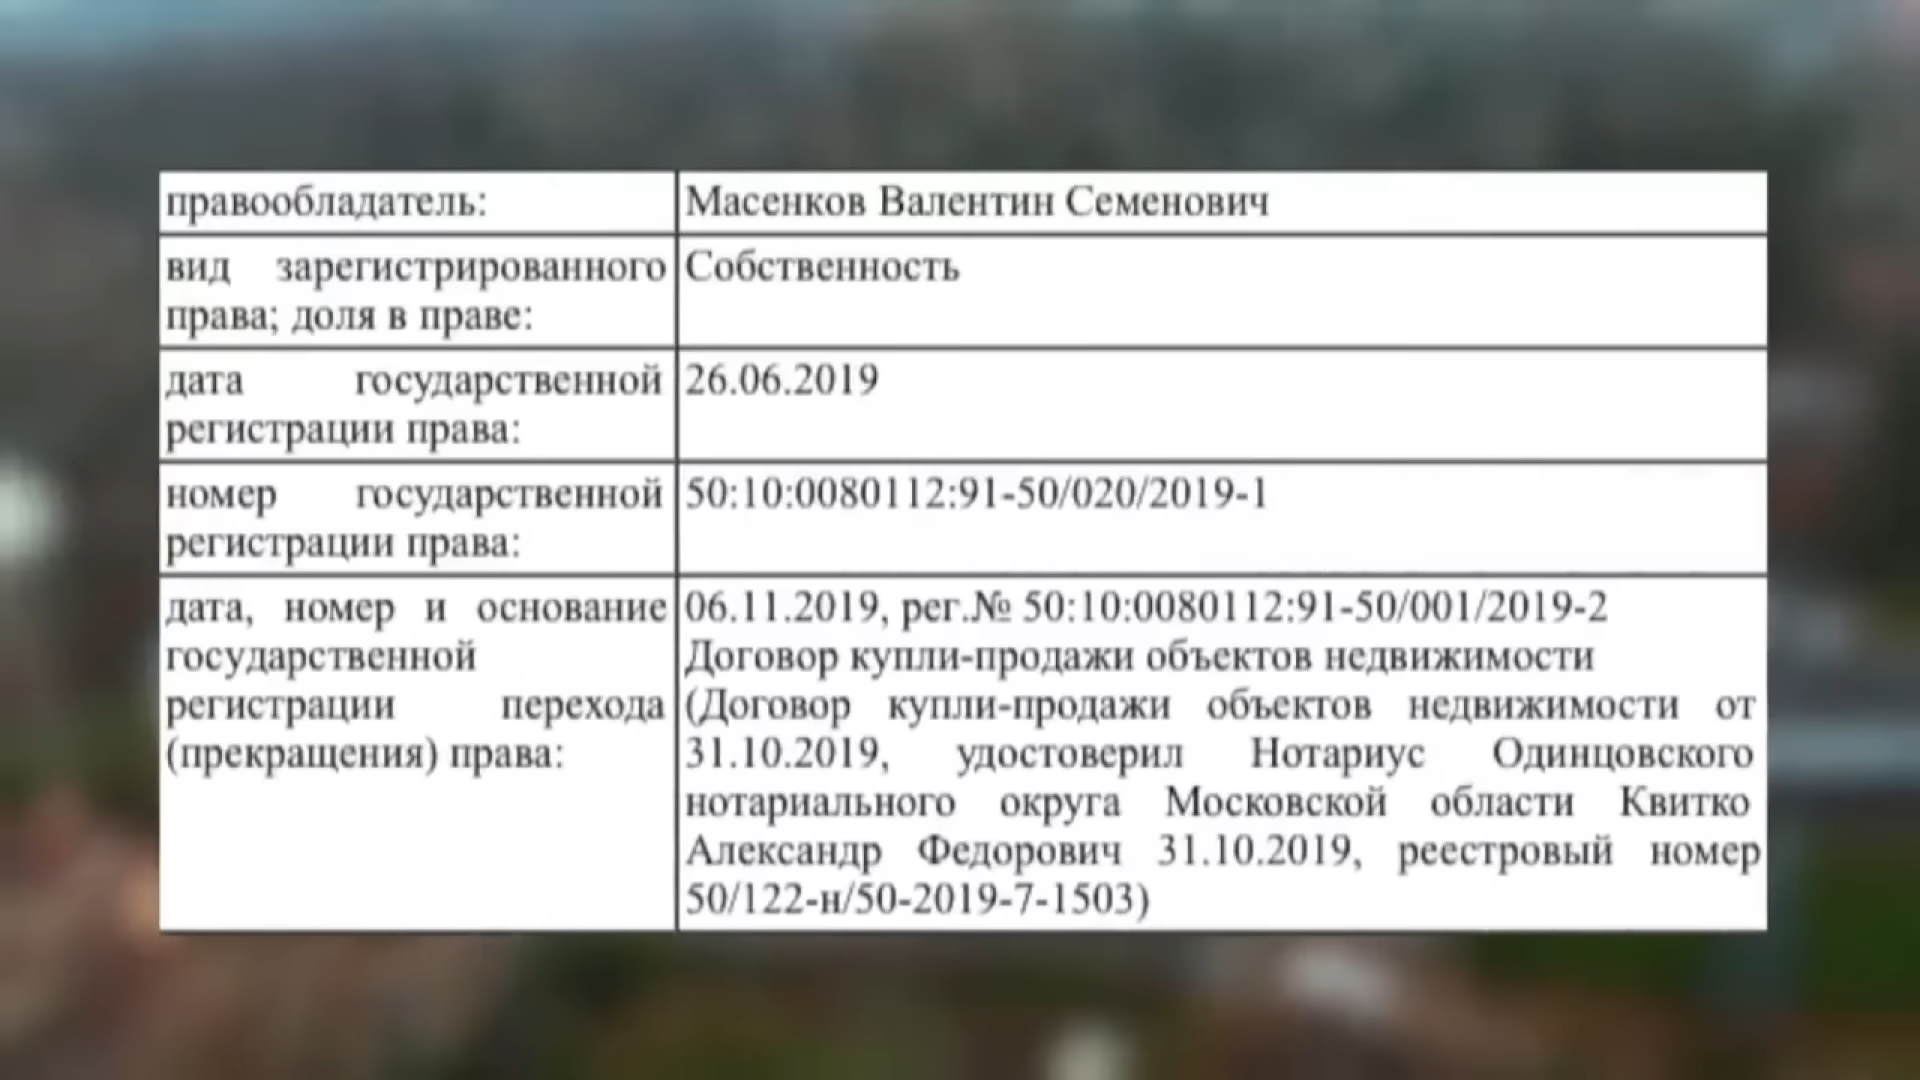 правообладатель: Масенков Валентин Семенович
вид зарегистрированного Собственность
права; доля в праве:
дата государственной 26.06.2019
регистрации права:
номер государственной 50:10:0080112:91-50/020/2019-1
регистрации права:
дата, номер и основание
государственной
регистрации перехода
(прекращения) права:
06.11.2019, рег.№ 50:10:0080112:91-50/001/2019-2
Договор купли-продажи объектов недвижимости
(Договор купли-продажи объектов недвижимости от
31.10.2019, удостоверил Нотариус Одинцовского
нотариального округа Московской области Квитко
Александр Федорович 31.10.2019, реестровый номер
50/122-н/50-2019-7-1503)